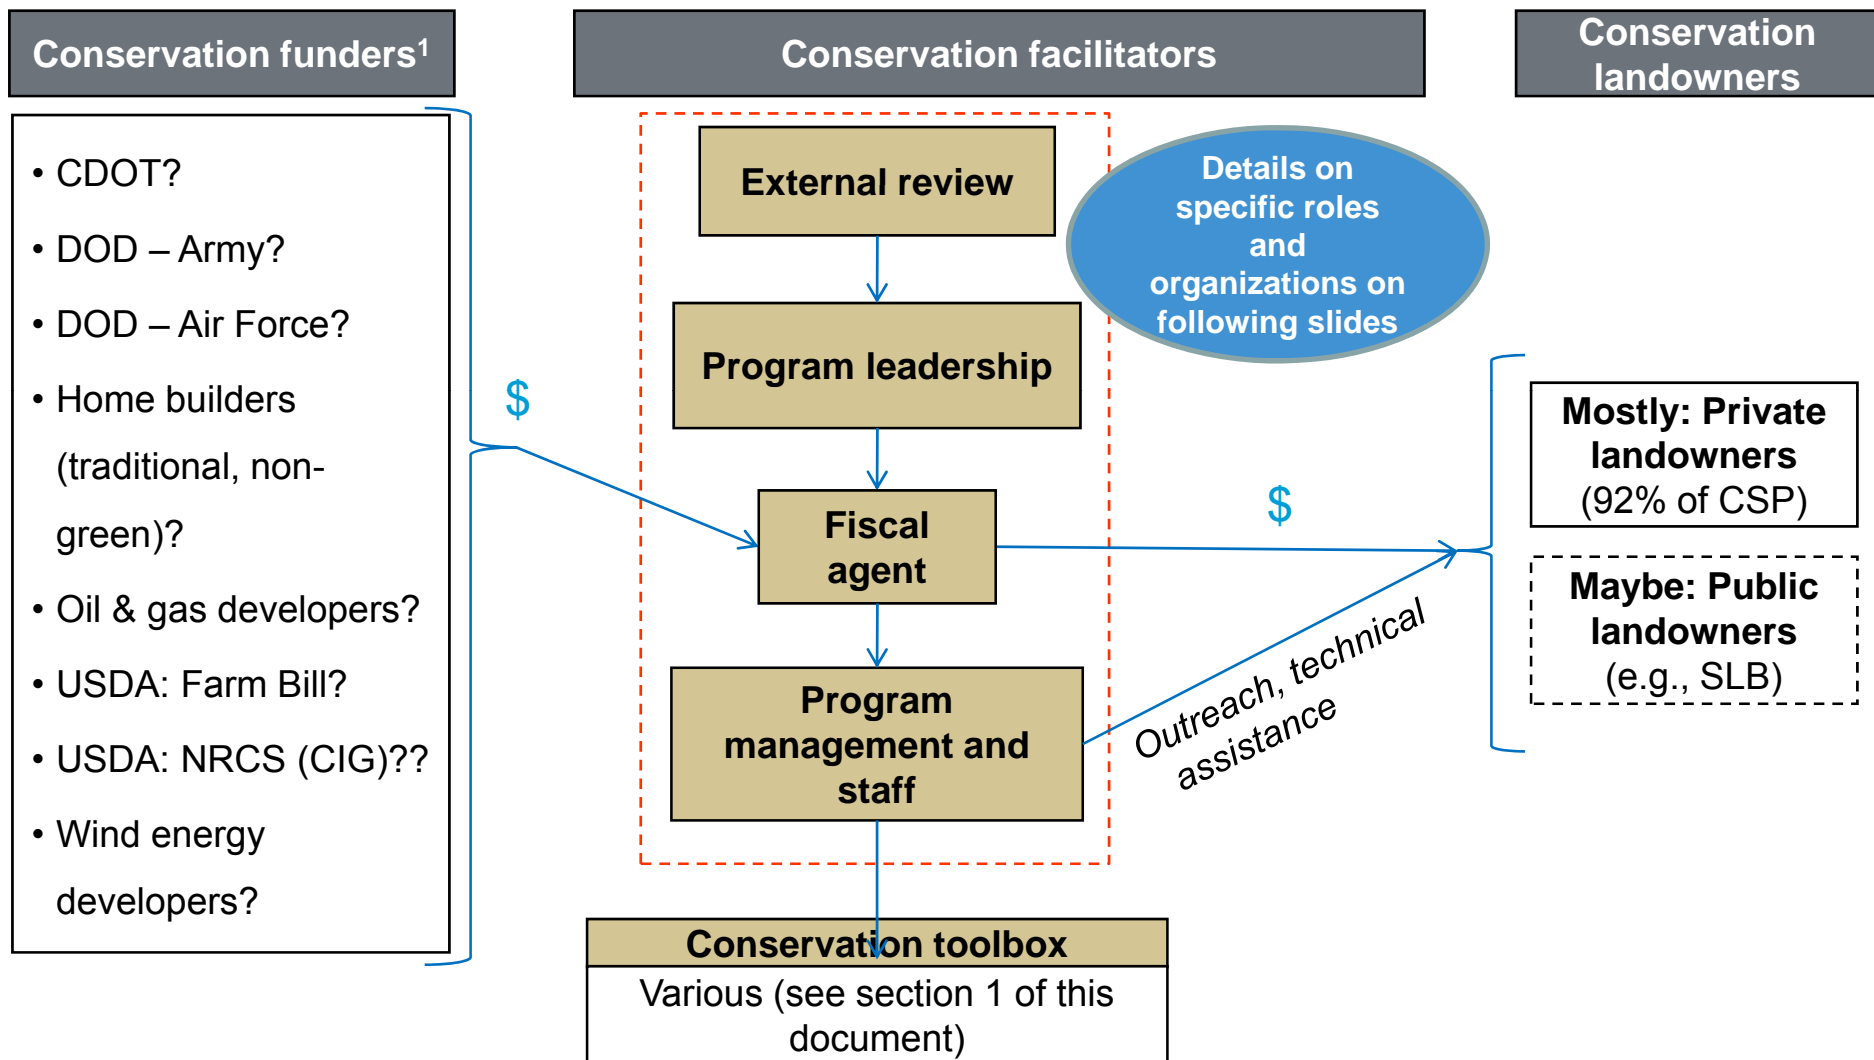 Conservation funders¹
Conservation facilitators
Conservation
landowners
• CDOT?
• DOD – Army?
• DOD – Air Force?
• Home builders
(traditional, non-
green)?
• Oil & gas developers?
• USDA: Farm Bill?
• USDA: NRCS (CIG)??
• Wind energy
developers?
$
External review
Program leadership
Fiscal
agent
Program
management and
staff
Conservation toolbox
Various (see section 1 of this
document)
Details on
specific roles
and
organizations on
following slides
$
Outreach, technical
assistance
Mostly: Private
landowners
(92% of CSP)
Maybe: Public
landowners
(e.g., SLB)